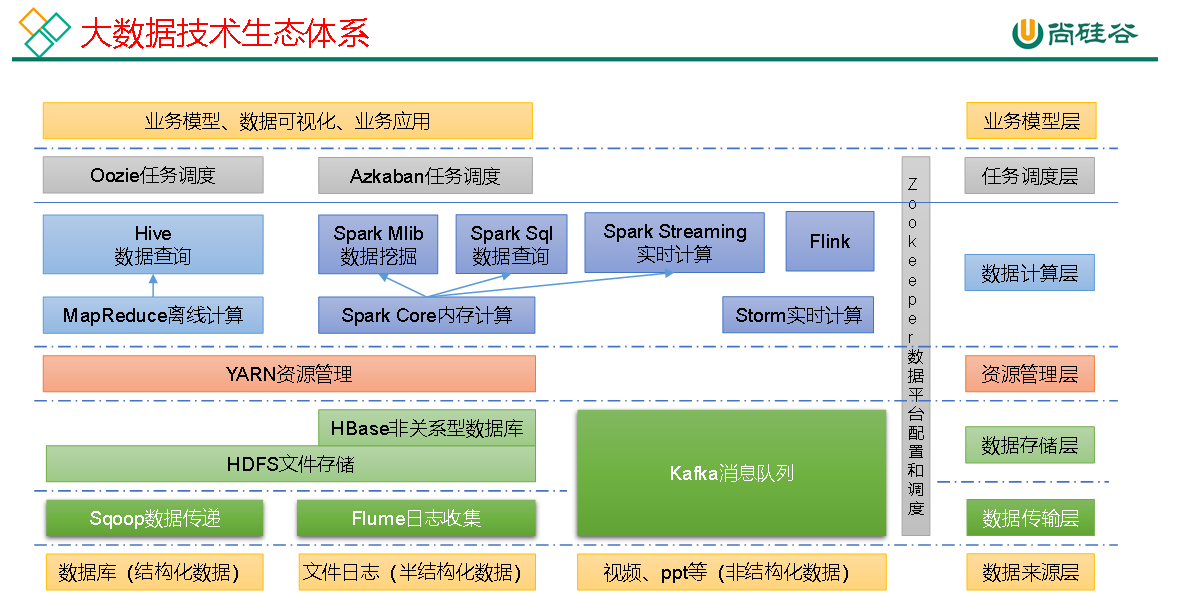 大数据技术生态体系
尚硅谷
业务模型、数据可视化、业务应用
业务模型层
Oozie任务调度
Azkaban任务调度
任务调度层
Hive
数据查询
Spark Mlib
数据挖掘
Spark Sql
数据查询
Spark Streaming
实时计算
Flink
数据计算层
MapReduce离线计算
Spark Core内存计算
Storm实时计算
Zookeeper数据平台配置和调度
YARN资源管理
资源管理层
HBase非关系型数据库
HDFS文件存储
Kafka消息队列
数据存储层
Sqoop数据传递
Flume日志收集
数据传输层
数据库（结构化数据）
文件日志（半结构化数据）
视频、ppt等（非结构化数据）
数据来源层